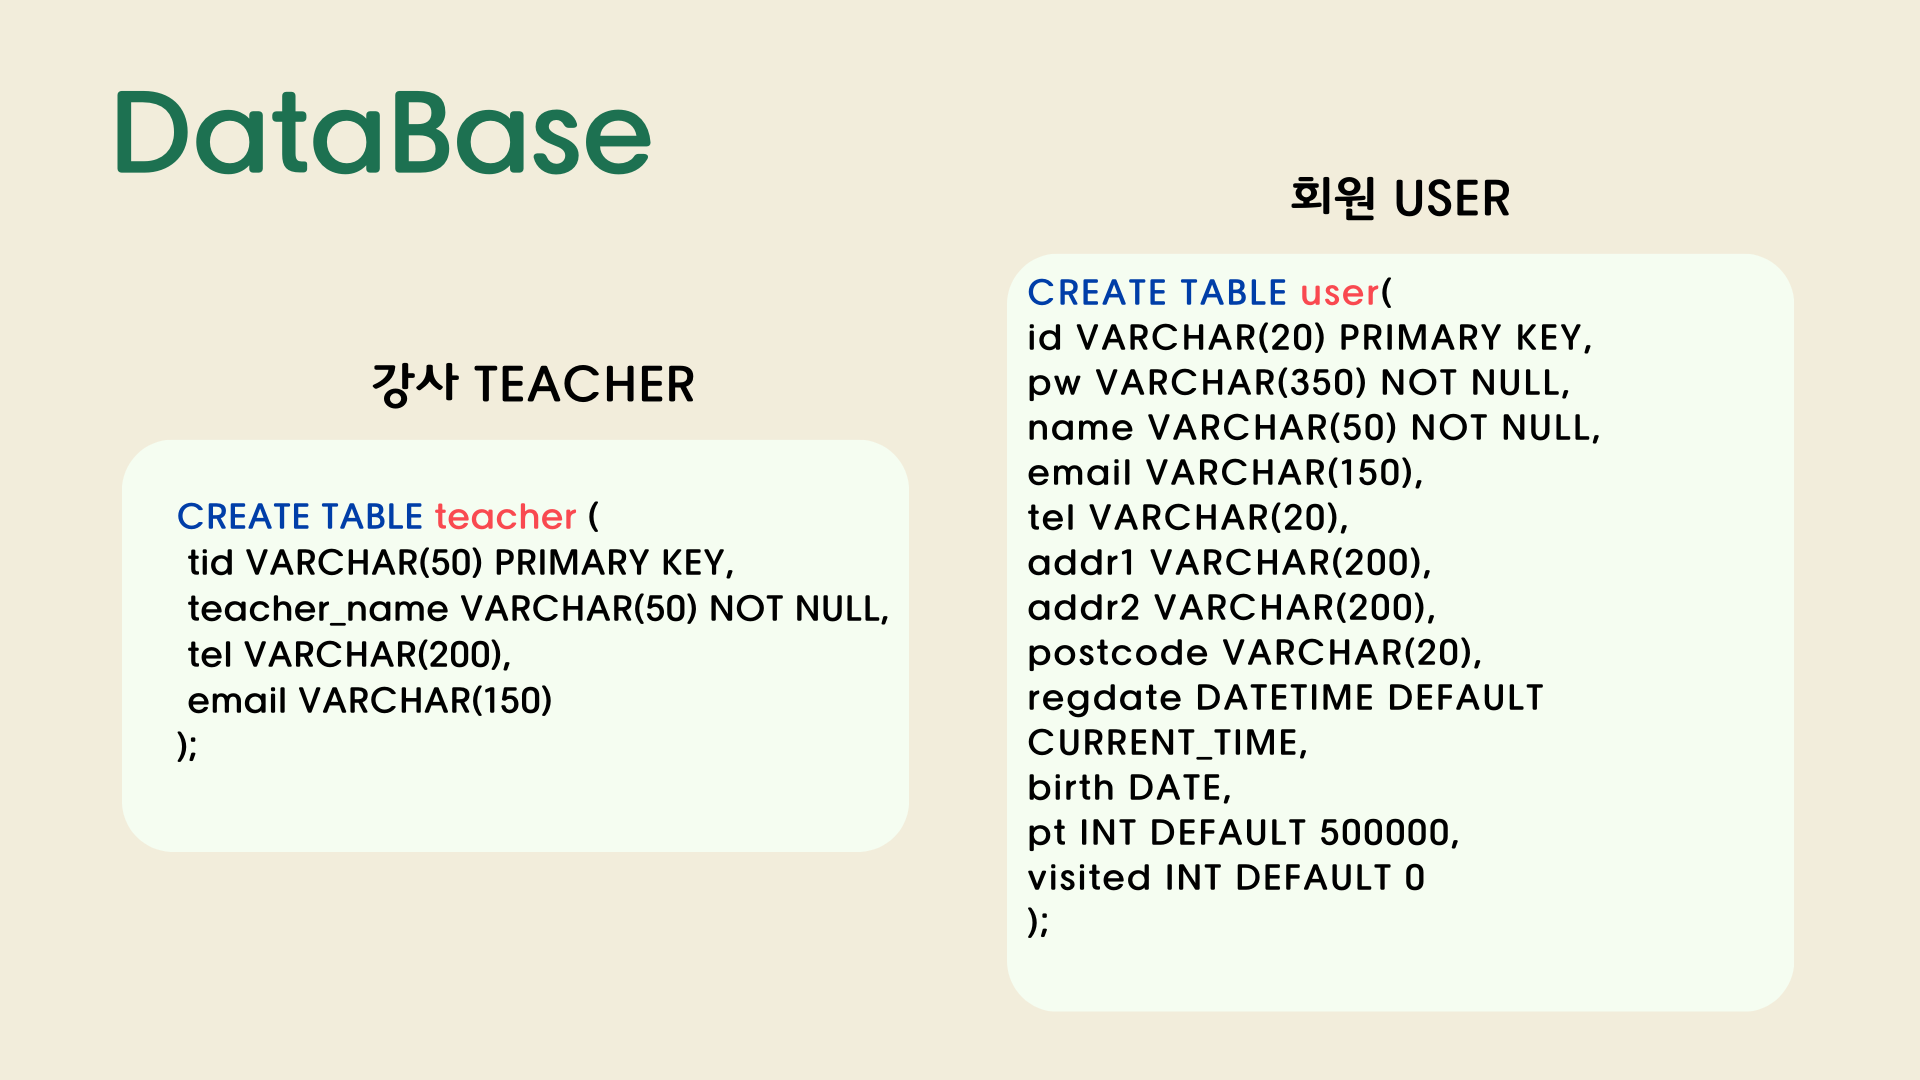 DataBase
강사 TEACHER
CREATE TABLE teacher (
tid VARCHAR(50) PRIMARY KEY,
teacher_name VARCHAR(50) NOT NULL,
tel VARCHAR(200),
email VARCHAR(150)
);
회원 USER
CREATE TABLE user(
id VARCHAR(20) PRIMARY KEY,
pw VARCHAR(350) NOT NULL,
name VARCHAR(50) NOT NULL,
email VARCHAR(150),
tel VARCHAR(20),
addr1 VARCHAR(200),
addr2 VARCHAR(200),
postcode VARCHAR(20),
regdate DATETIME DEFAULT
CURRENT_TIME,
birth DATE,
pt INT DEFAULT 500000,
visited INT DEFAULT 0
);